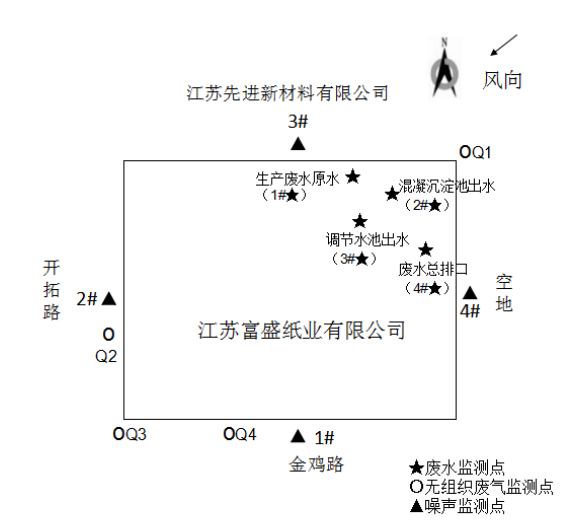 N
风向
江苏先进新材料有限公司
3#
OQ1
生产废水原水
（1#★）
混凝沉淀池出水
（2#★）
调节水池出水
（3#★）
废水总排口
（4#★）
开拓路
2#▲
空地
4#
O
Q2
江苏富盛纸业有限公司
OQ3
OQ4
▲1#
金鸡路
★废水监测点
O无组织废气监测点
▲噪声监测点